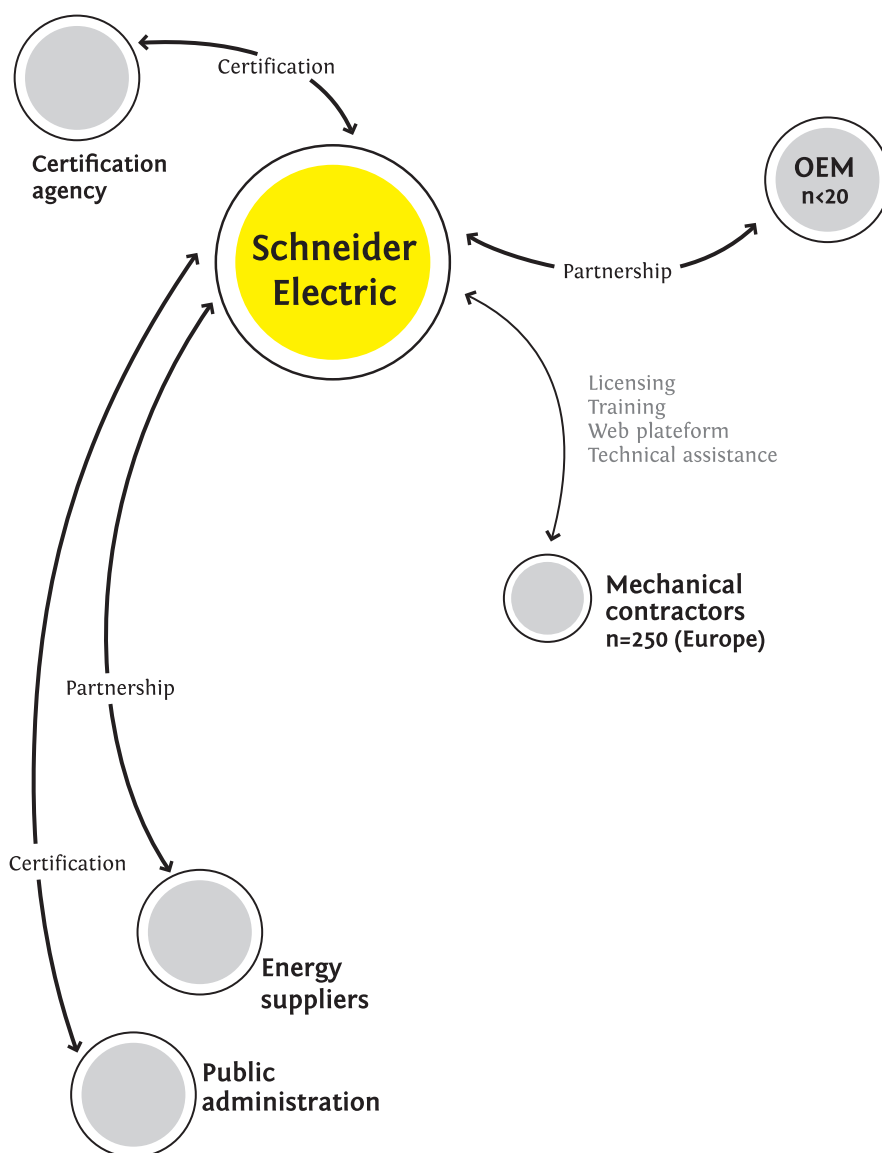 Certification
Certification
agency
OEM
n<20
Schneider
Electric
Partnership
Licensing
Training
Web plateform
Technical assistance
Mechanical
contractors
n=250 (Europe)
Partnership
Certification
Energy
suppliers
Public
administration